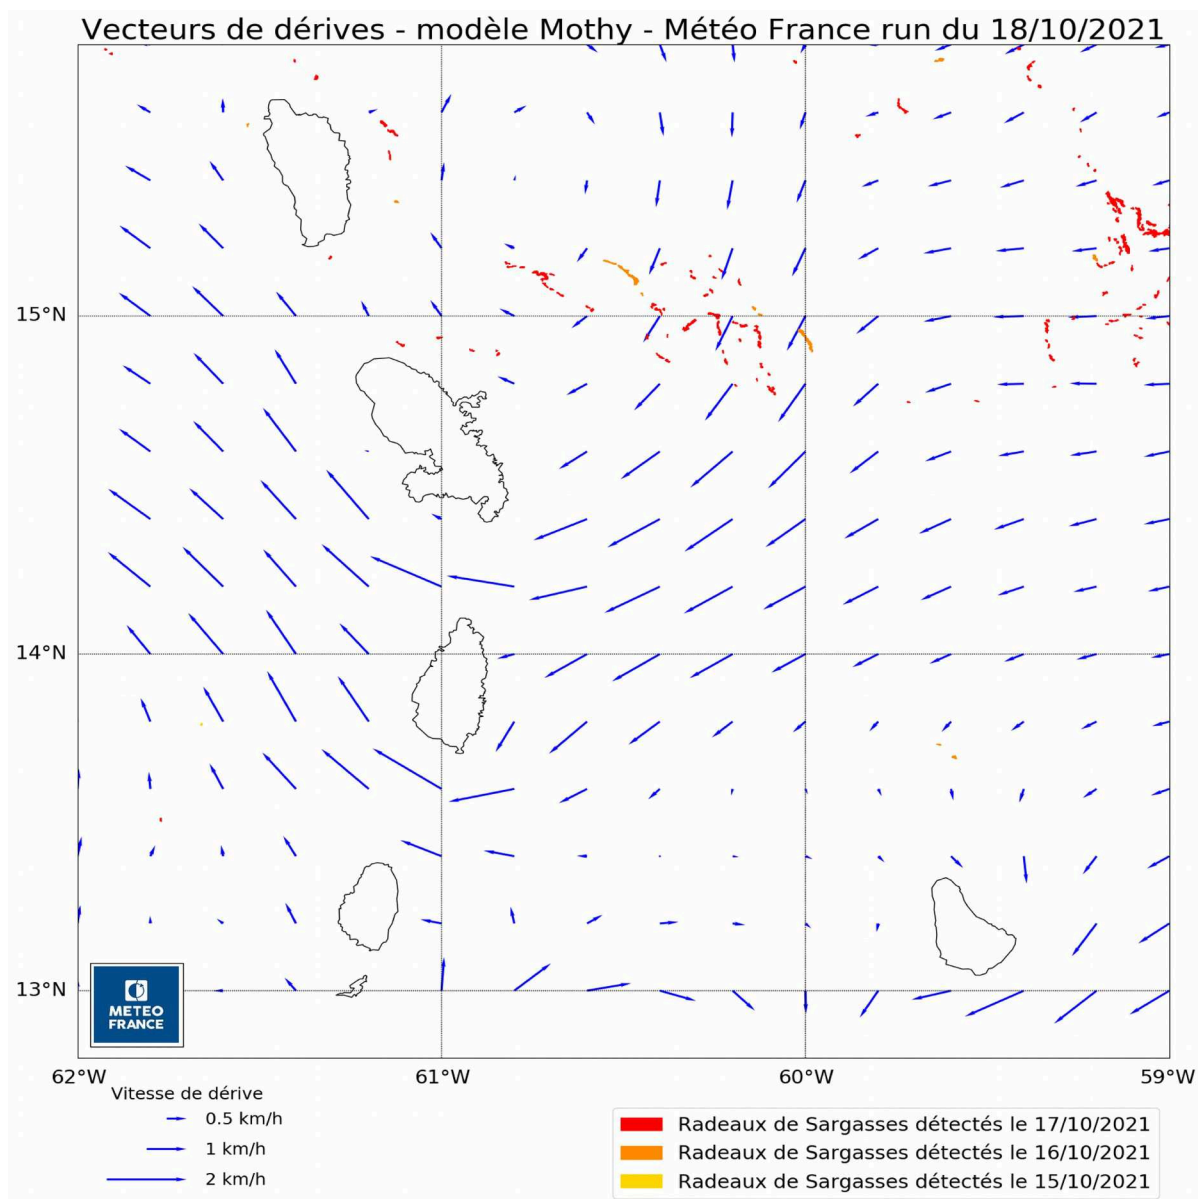 Vecteurs de dérives - modèle Mothy - Météo France run du 18/10/2021
15°N
14°N
13°N
METEO
FRANCE
62°W
61°W
60°W
59°W
Vitesse de dérive
0.5 km/h
1 km/h
2 km/h
Radeaux de Sargasses détectés le 17/10/2021
Radeaux de Sargasses détectés le 16/10/2021
Radeaux de Sargasses détectés le 15/10/2021